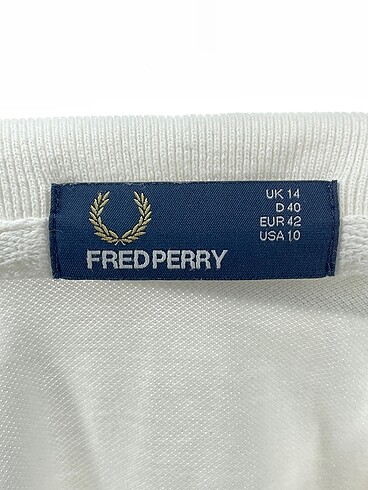 UK 14
D 40
EUR 42
USA 10
FRED PERRY